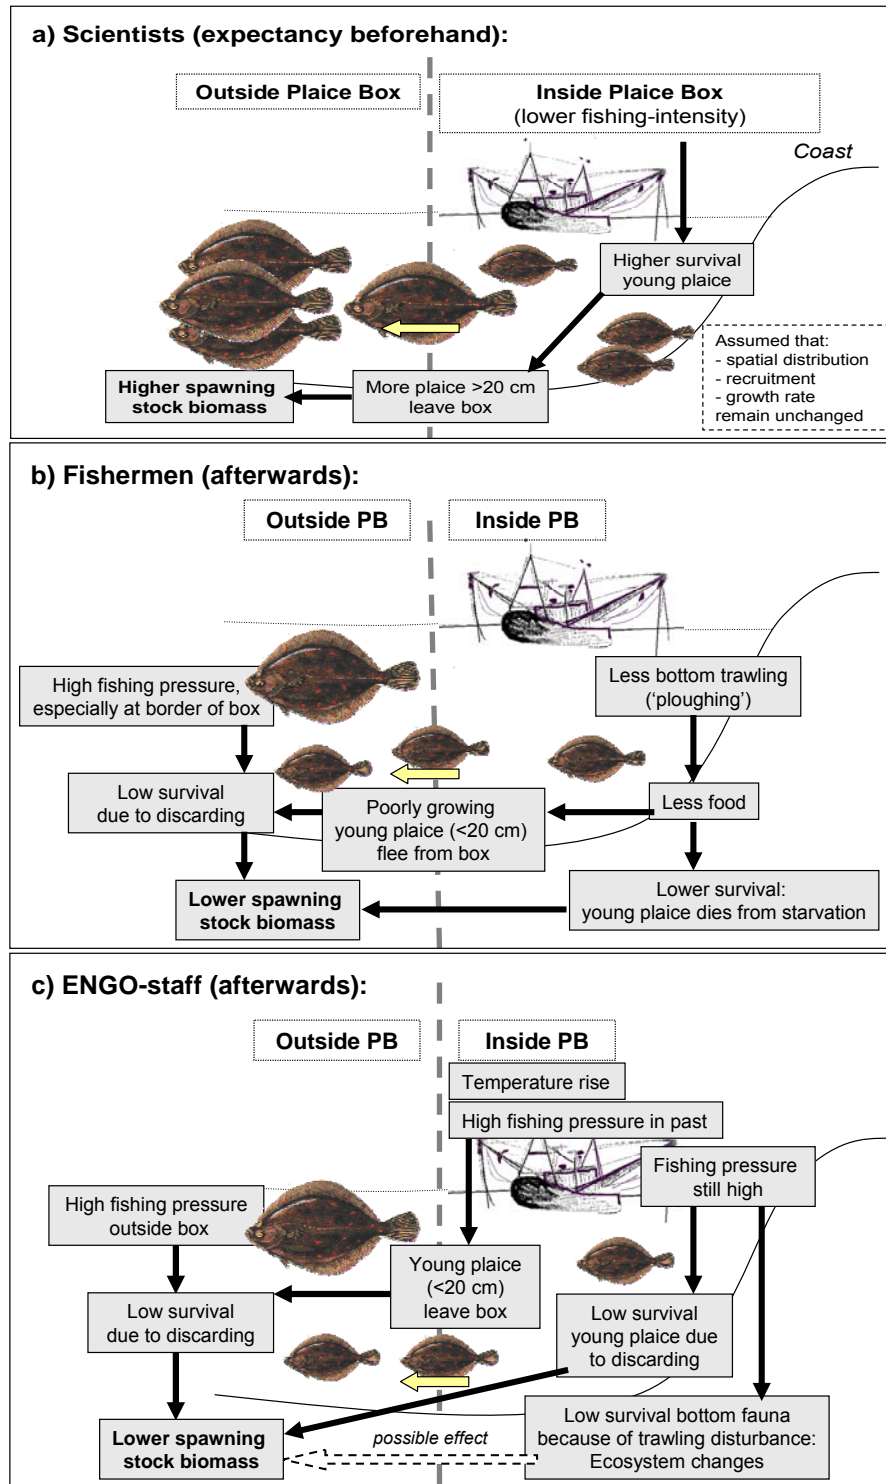 a) Scientists (expectancy beforehand):
Outside Plaice Box
Inside Plaice Box
(lower fishing-intensity)
Coast
Higher survival
young plaice
Assumed that:
- spatial distribution
- recruitment
- growth rate
remain unchanged
More plaice >20 cm
leave box
Higher spawning
stock biomass
b) Fishermen (afterwards):
Outside PB
Inside PB
High fishing pressure,
especially at border of box
Less bottom trawling
('ploughing')
Low survival
due to discarding
Poorly growing
young plaice (<20 cm)
flee from box
Less food
Lower spawning
stock biomass
Lower survival:
young plaice dies from starvation
c) ENGO-staff (afterwards):
Outside PB
Inside PB
Temperature rise
High fishing pressure in past
Fishing pressure
still high
High fishing pressure
outside box
Young plaice
(<20 cm)
leave box
Low survival
due to discarding
Low survival
young plaice due
to discarding
Lower spawning
stock biomass
possible effect
Low survival bottom fauna
because of trawling disturbance:
Ecosystem changes